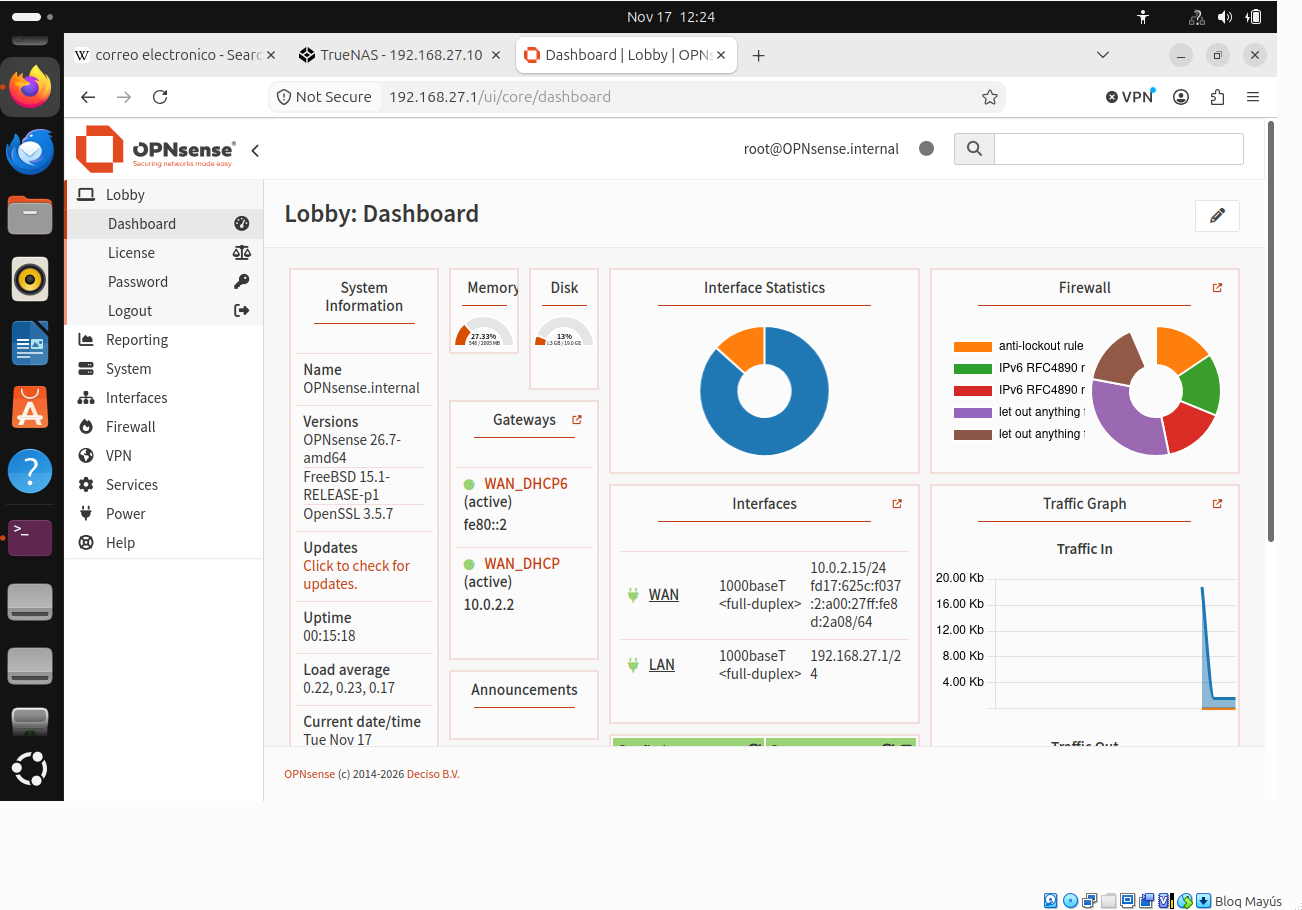 Nov 17 12:24
W correo electronico - Searc
TrueNAS - 192.168.27.10
Dashboard | Lobby | OPNs
Not Secure
192.168.27.1/ui/core/dashboard
VPN
OPNsense®
Securing networks made easy
root@OPNsense.internal
Lobby
Dashboard
License
Password
Logout
Reporting
System
Interfaces
Firewall
VPN
Services
Power
Help
Lobby: Dashboard
System
Information
Name
OPNsense.internal
Versions
OPNsense 26.7-
amd64
FreeBSD 15.1-
RELEASE-p1
OpenSSL 3.5.7
Updates
Click to check for
updates.
Uptime
00:15:18
Load average
0.22, 0.23, 0.17
Current date/time
Tue Nov 17
Memory
27.33%
Disk
13%
Gateways
WAN_DHCP6
(active)
fe80::2
WAN_DHCP
(active)
10.0.2.2
Announcements
Interface Statistics
Interfaces
WAN
1000baseT
<full-duplex>
10.0.2.15/24
fd17:625c:f037
:2:a00:27ff:fe8
d:2a08/64
LAN
1000baseT
<full-duplex>
192.168.27.1/2
4
Firewall
anti-lockout rule
IPv6 RFC4890 r
IPv6 RFC4890 r
let out anything
let out anything
Traffic Graph
Traffic In
20.00 Kb
16.00 Kb
12.00 Kb
8.00 Kb
4.00 Kb
Traffic Out
OPNsense (c) 2014-2026 Deciso B.V.
Bloq Mayús